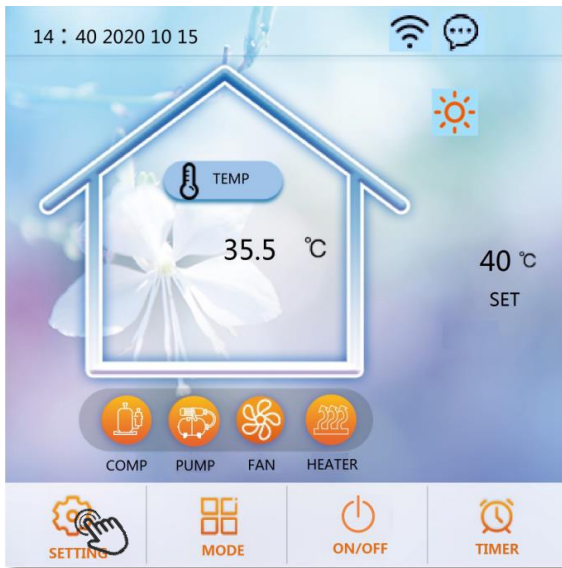 14：40 2020 10 15
TEMP
35.5 ℃
40 ℃
SET
COMP PUMP FAN HEATER
SETTING MODE ON/OFF TIMER